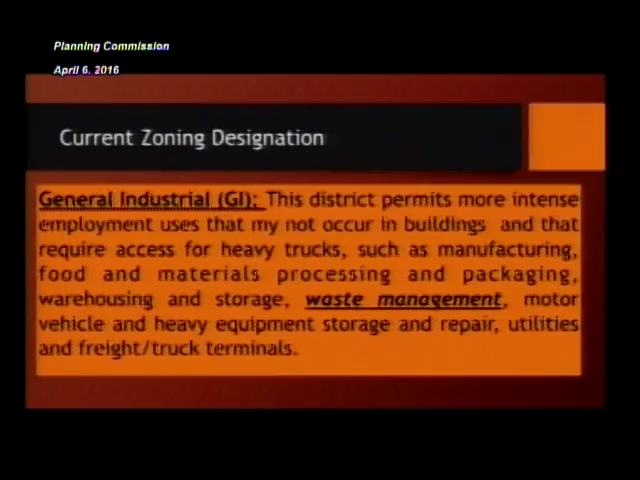 Planning Commission
April 6, 2016
Current Zoning Designation
General Industrial (GI): This district permits more intense
employment uses that my not occur in buildings and that
require access for heavy trucks, such as manufacturing,
food and materials processing and packaging,
warehousing and storage, waste management, motor
vehicle and heavy equipment storage and repair, utilities
and freight/truck terminals.